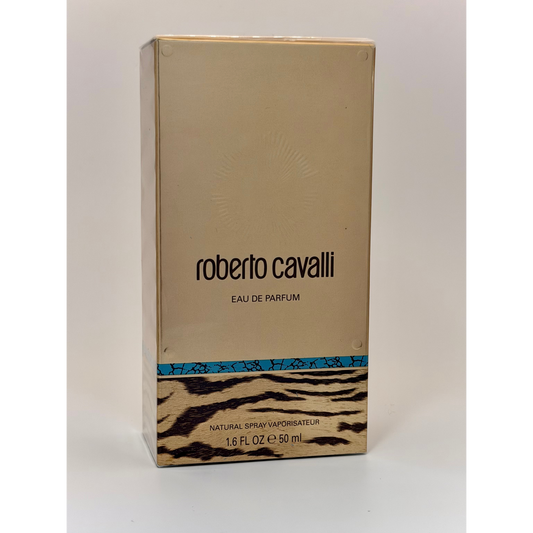 roberto cavalli
EAU DE PARFUM
NATURAL SPRAY VAPORISATEUR
1.6 FL OZ ℮ 50 ml